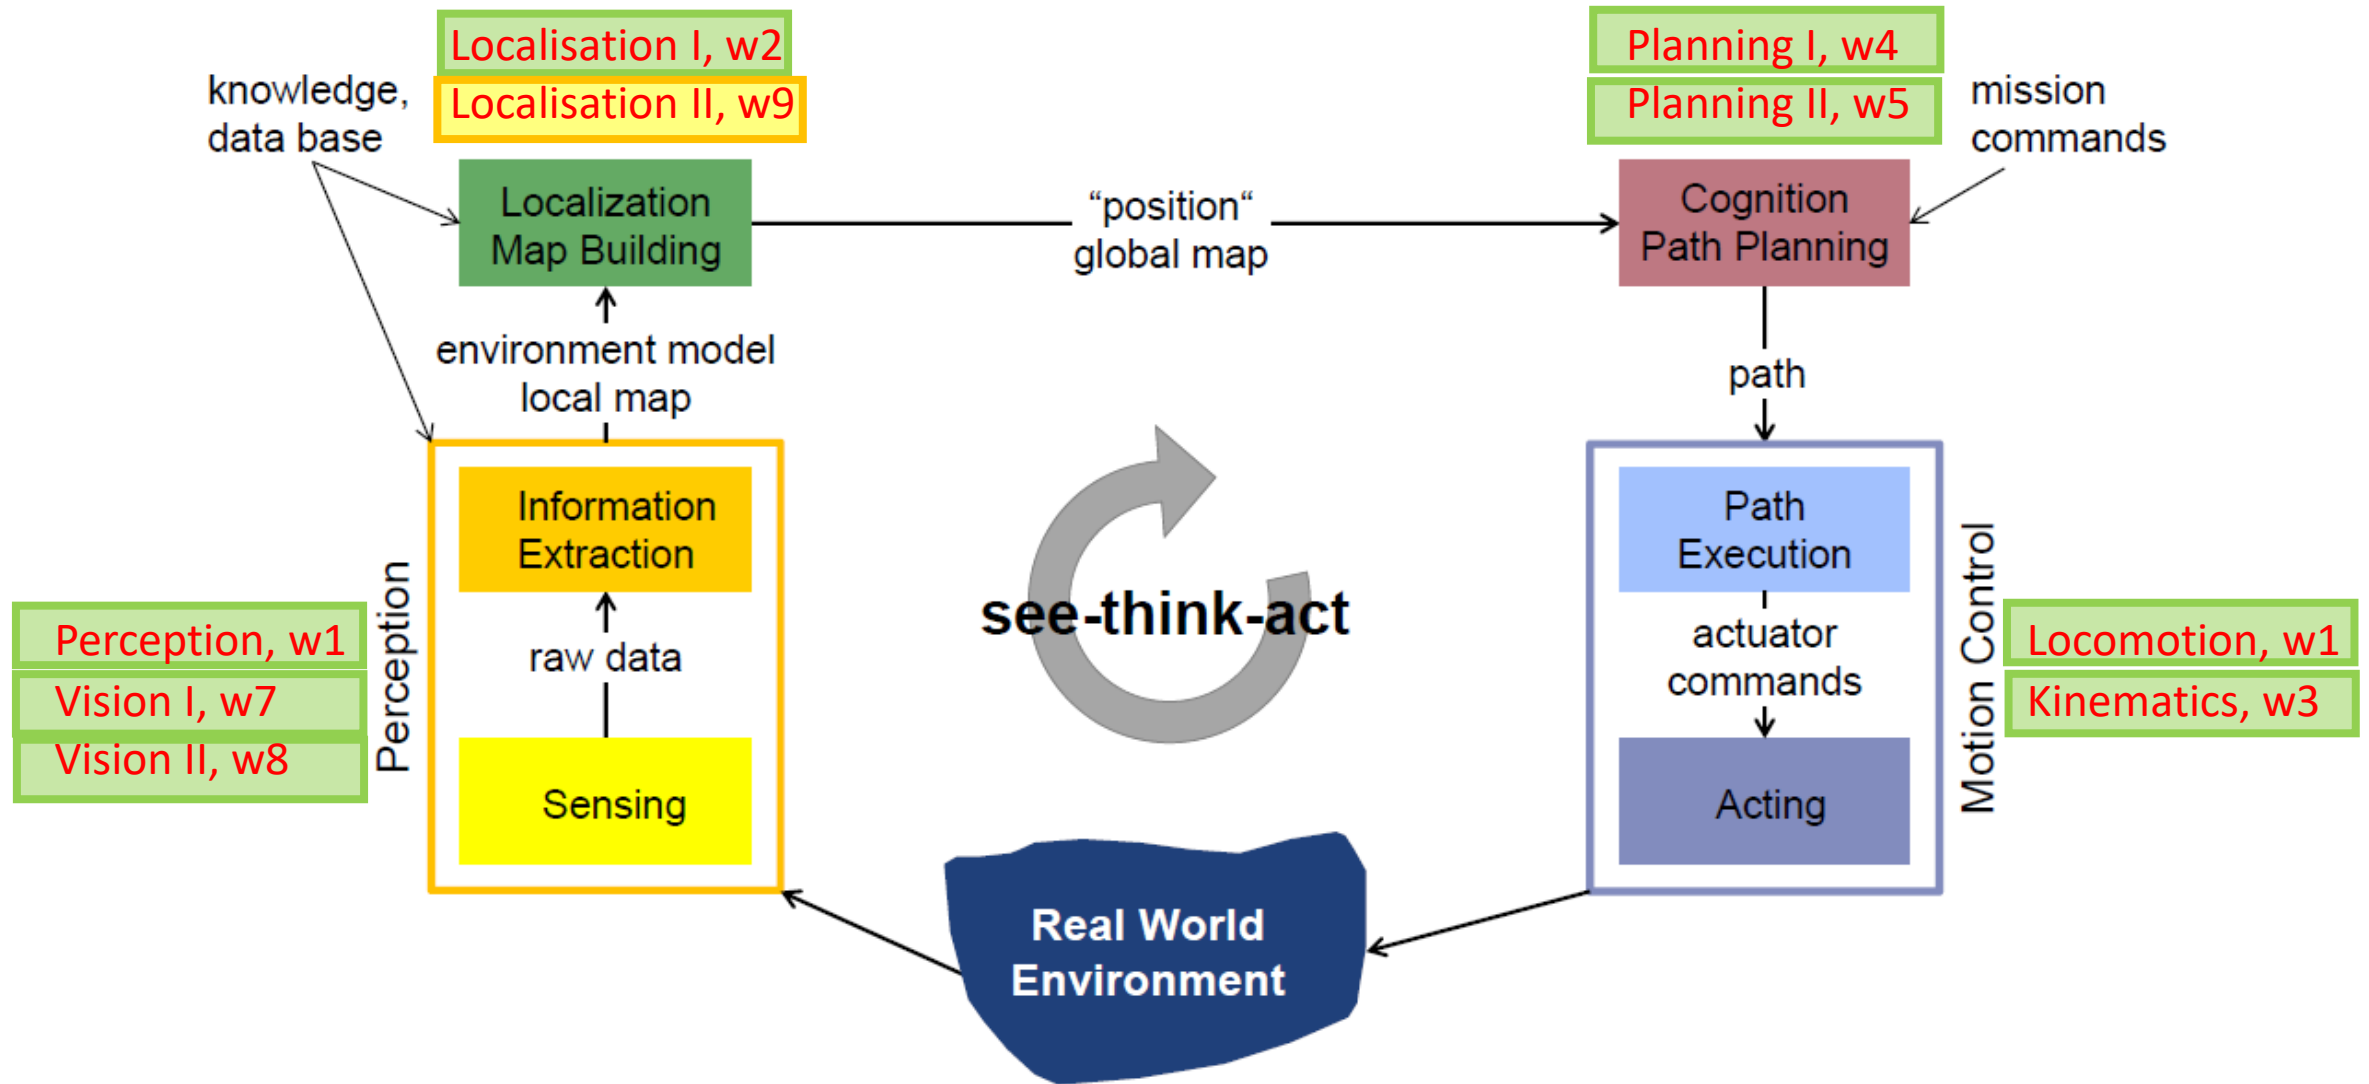 Localisation I, w2
Localisation II, w9
knowledge,
data base
Localization
Map Building
"position"
global map
Planning I, w4
Planning II, w5
mission
commands
Cognition
Path Planning
environment model
local map
path
Information
Extraction
raw data
Sensing
Perception
Perception, w1
Vision I, w7
Vision II, w8
see-think-act
Path
Execution
actuator
commands
Acting
Motion Control
Locomotion, w1
Kinematics, w3
Real World
Environment